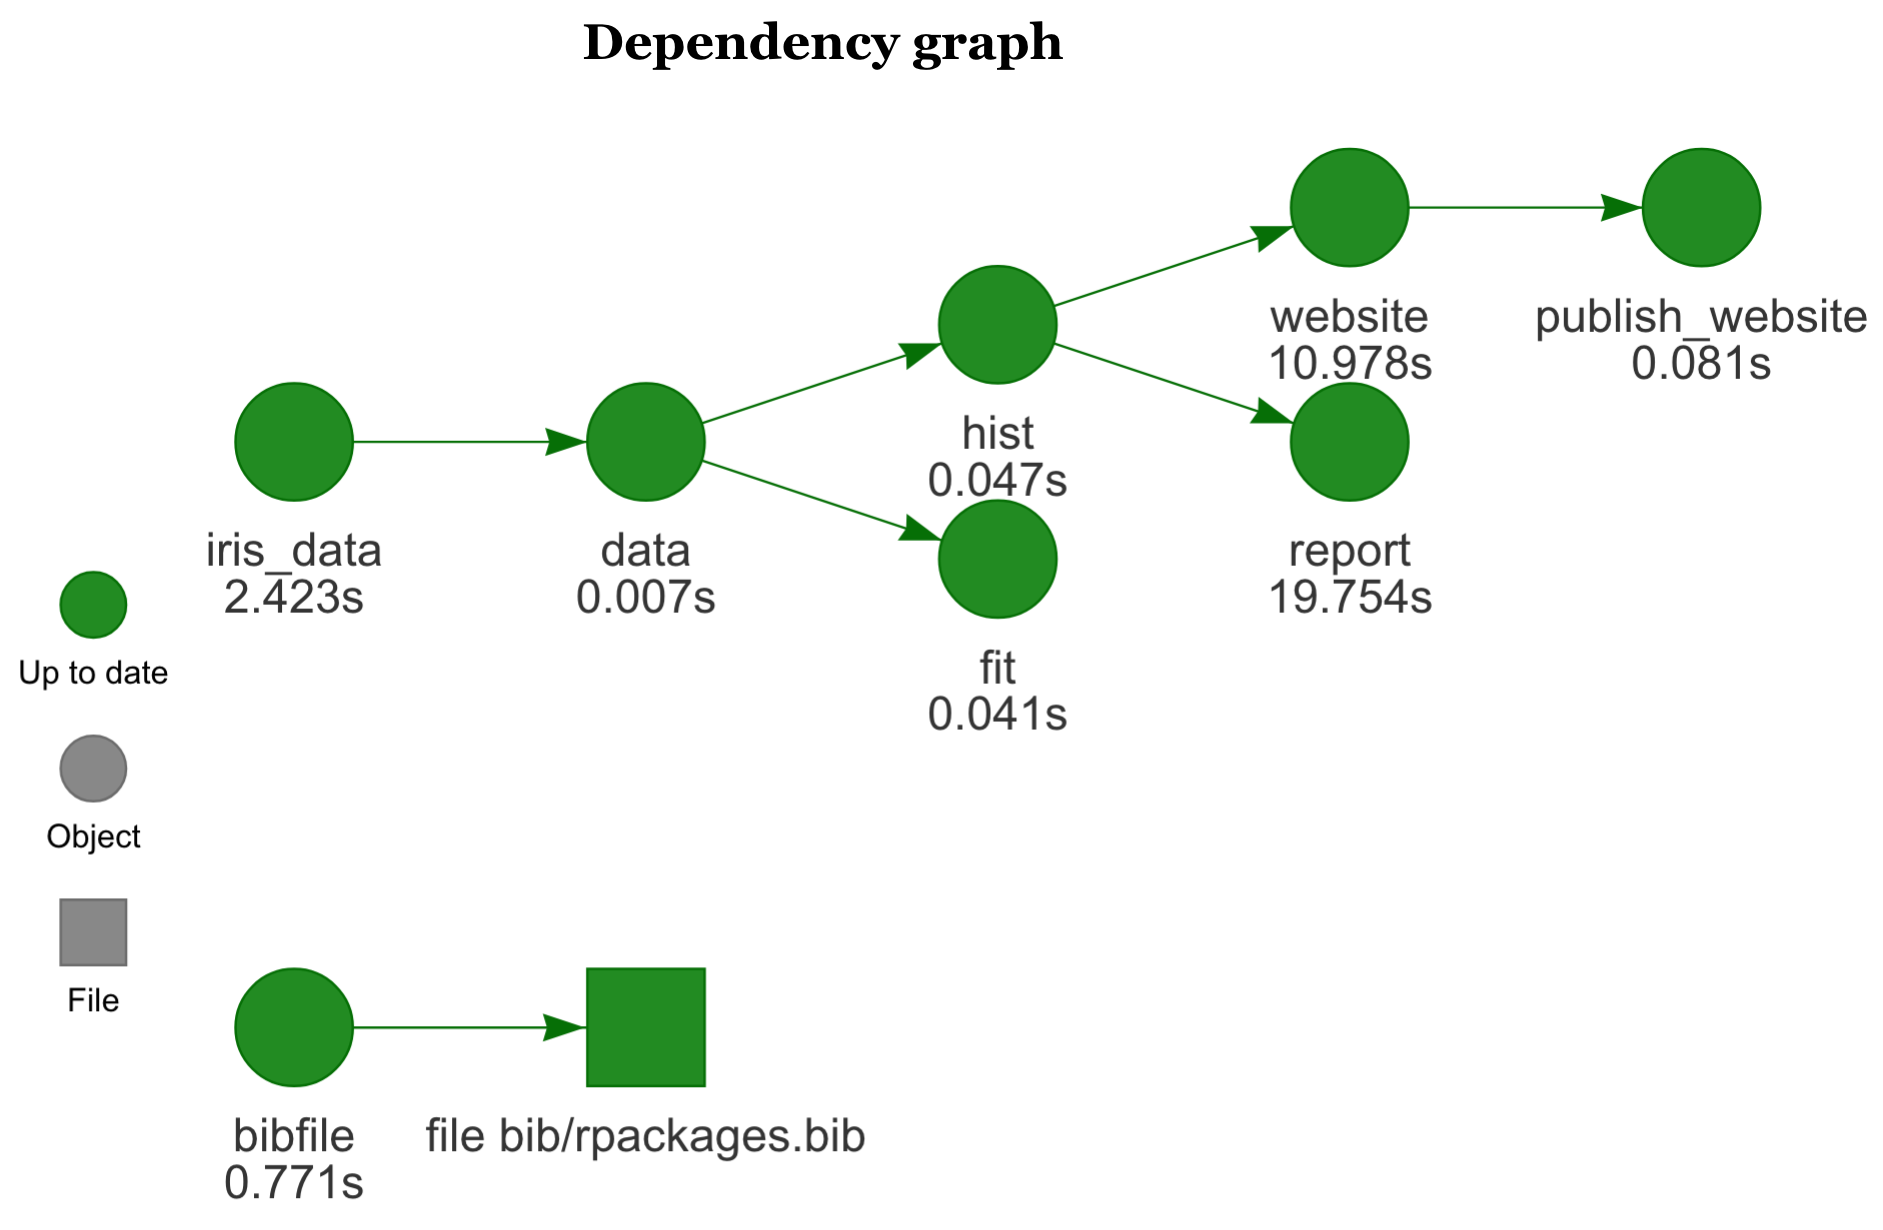 Dependency graph
website
10.978s
publish_website
0.081s
hist
0.047s
iris_data
2.423s
data
0.007s
report
19.754s
fit
0.041s
Up to date
Object
File
bibfile
0.771s
file bib/rpackages.bib